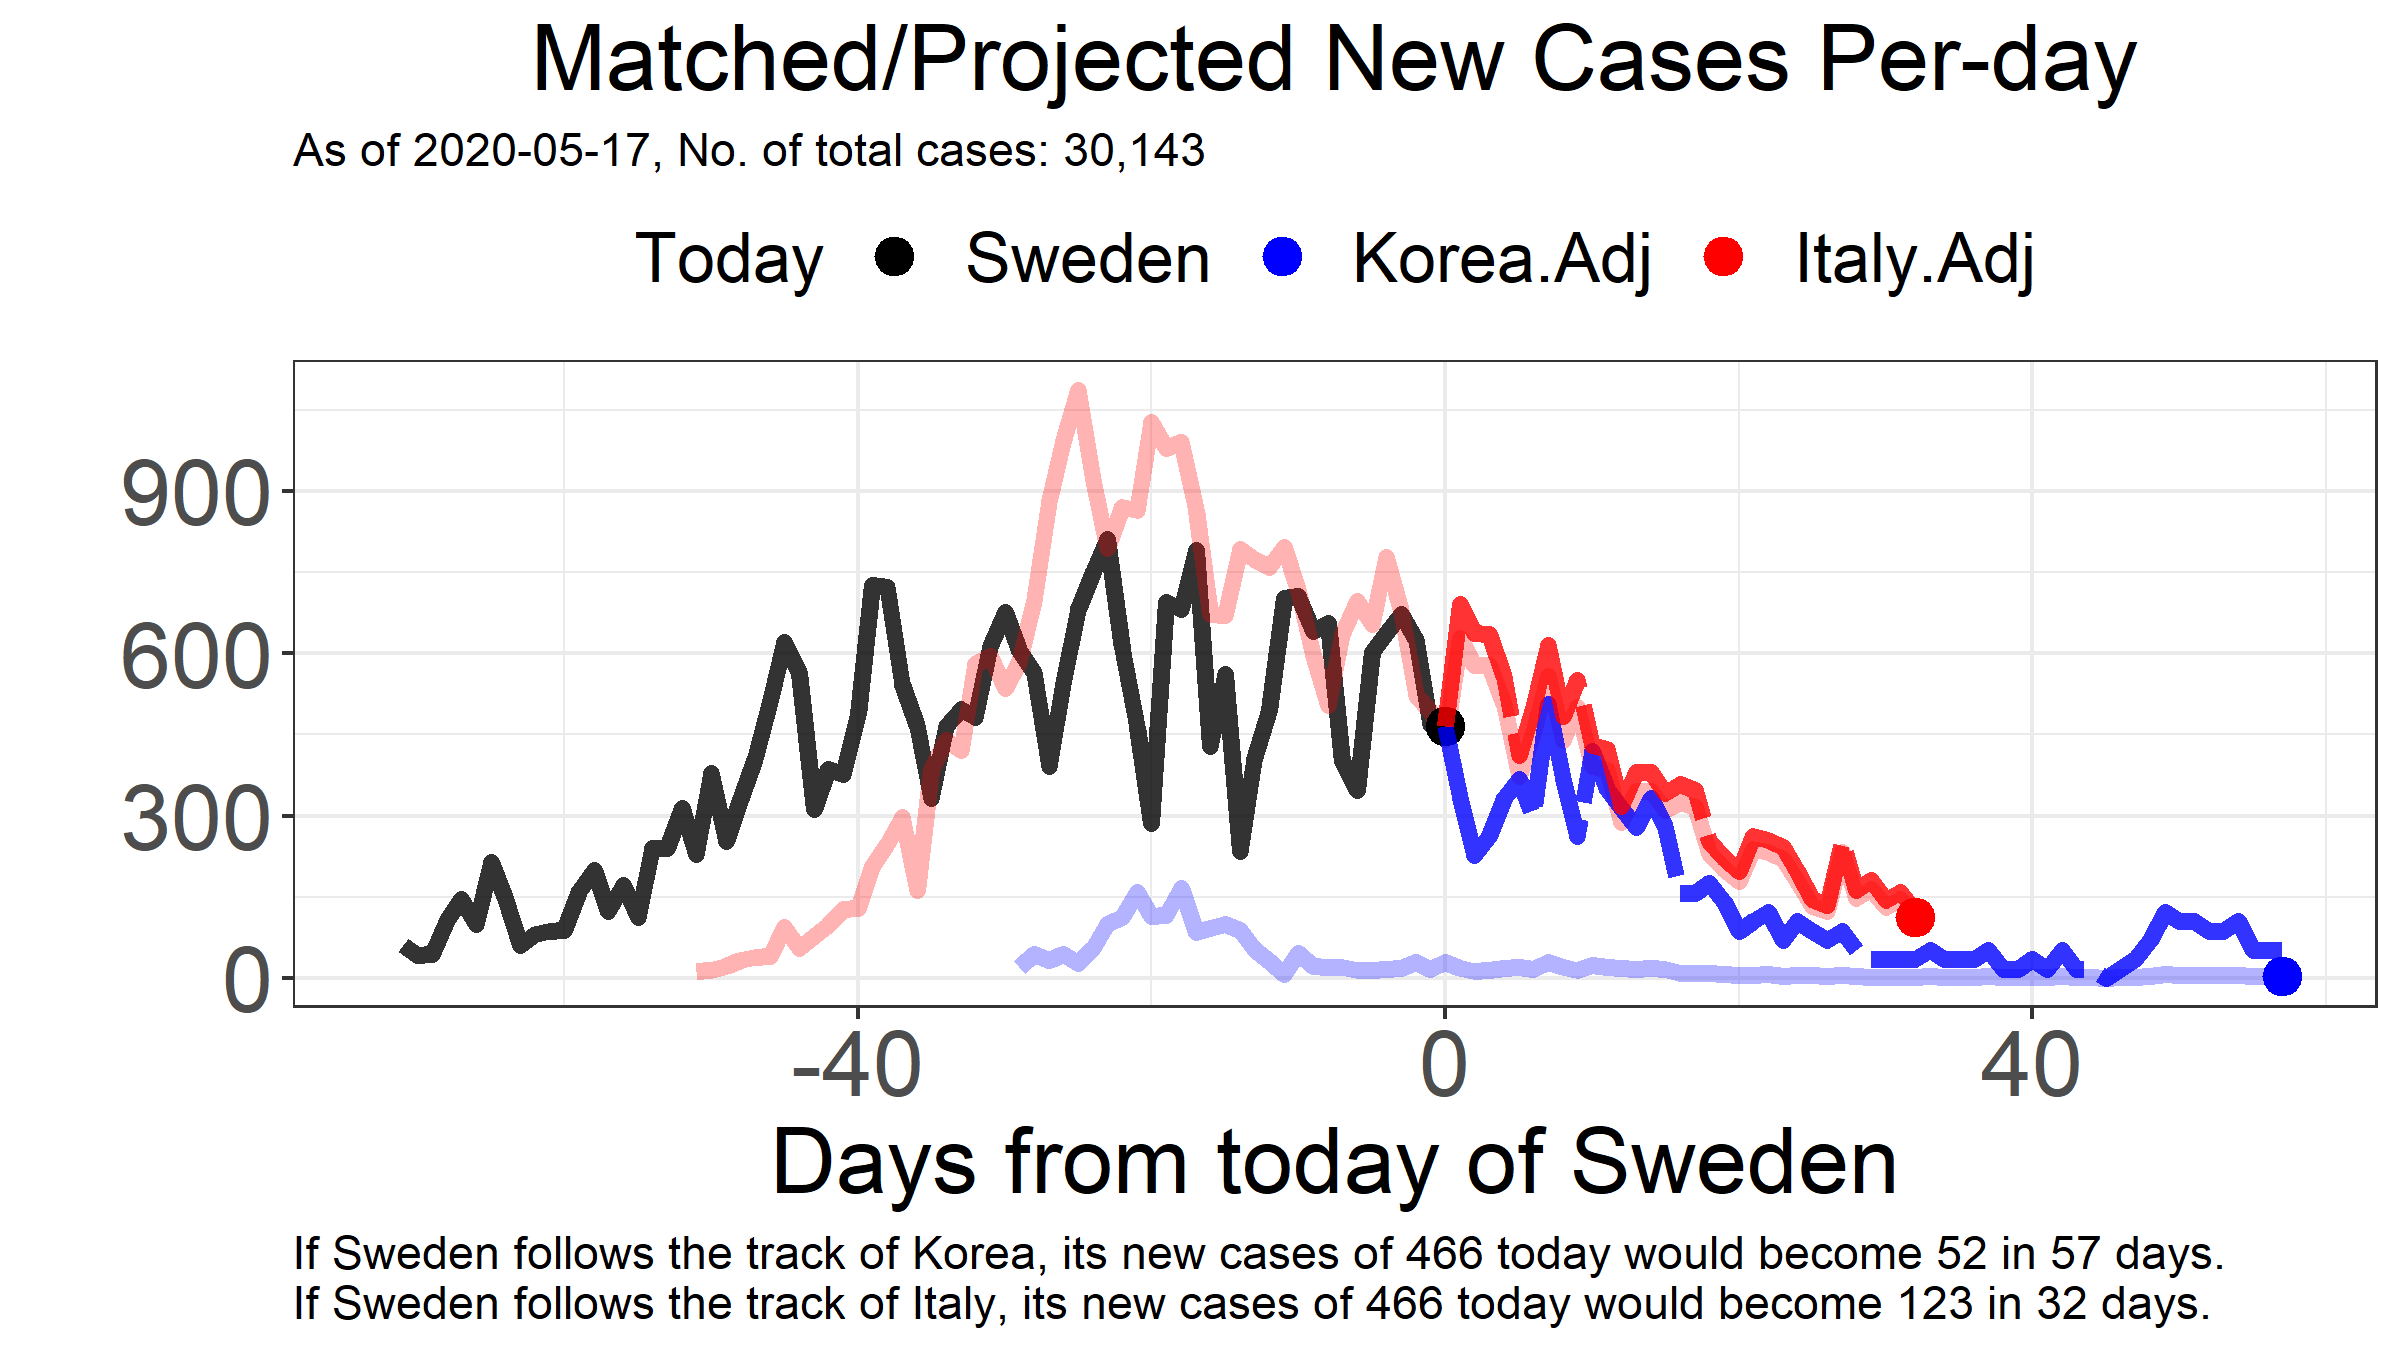 Matched/Projected New Cases Per-day
As of 2020-05-17, No. of total cases: 30,143
Today Sweden Korea.Adj Italy.Adj
900
600
300
0
-40 0 40
Days from today of Sweden
If Sweden follows the track of Korea, its new cases of 466 today would become 52 in 57 days.
If Sweden follows the track of Italy, its new cases of 466 today would become 123 in 32 days.